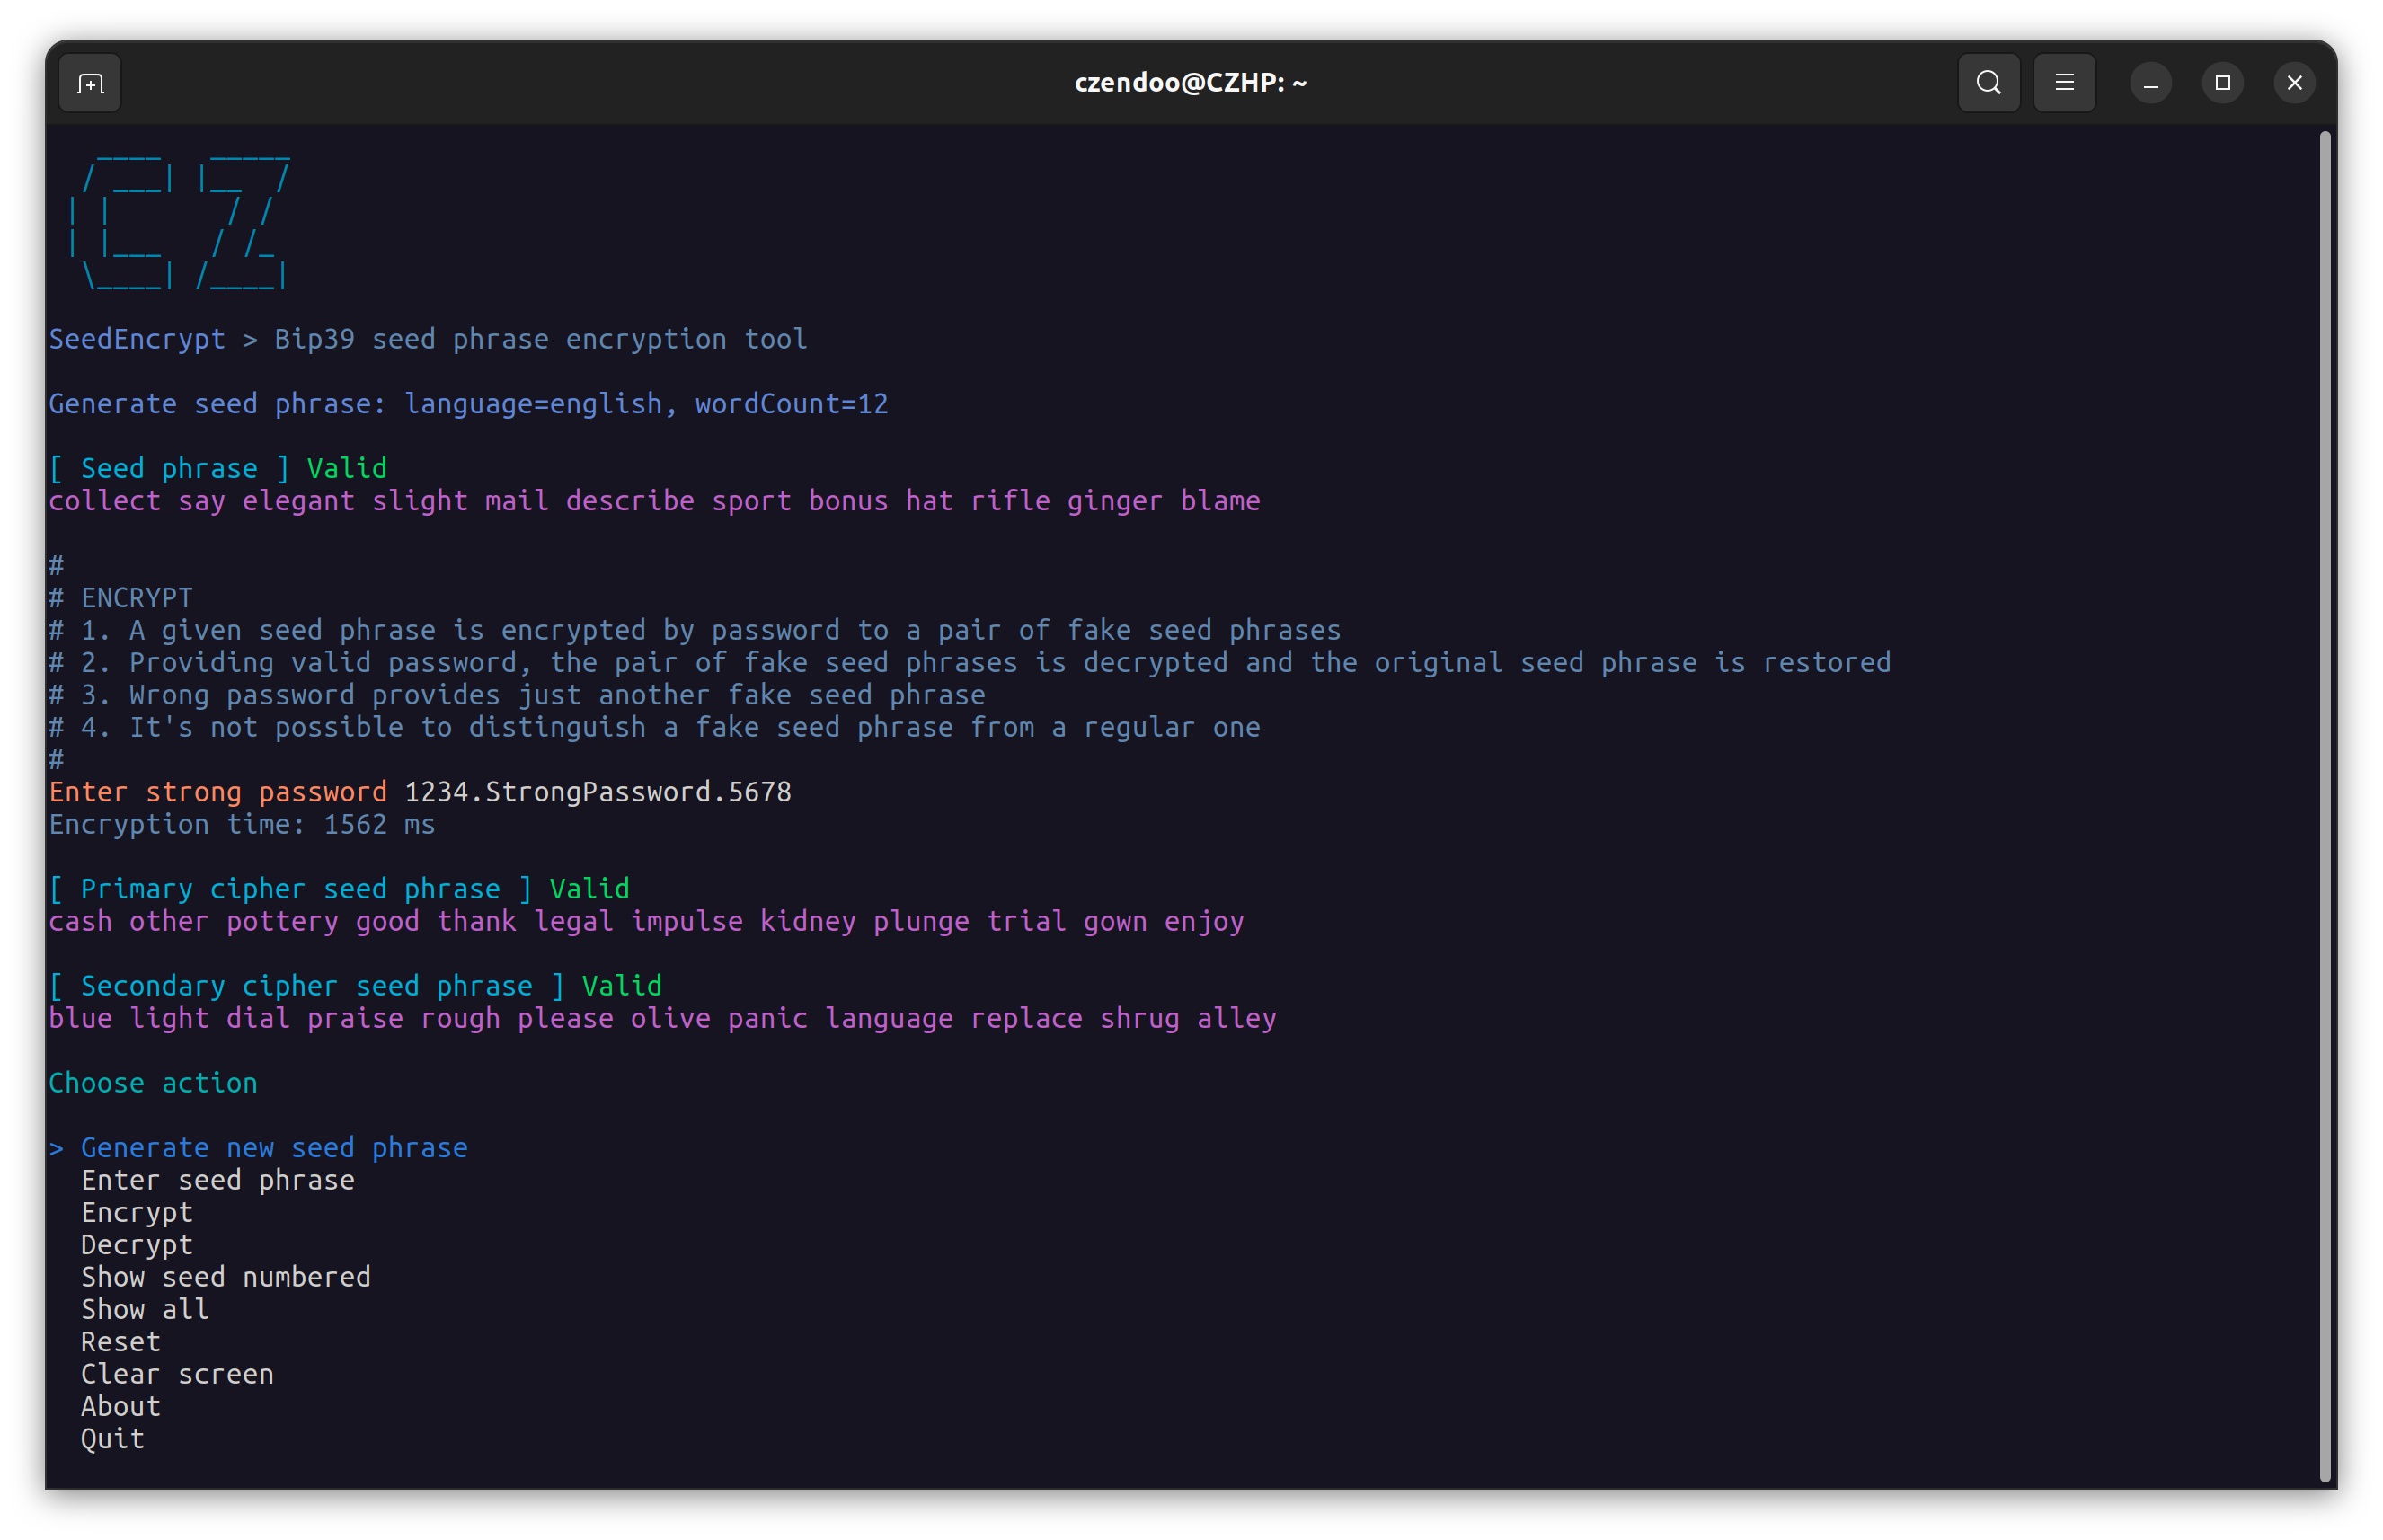 czendoo@CZHP: ~
  ____   _____
 / ___| |__  /
| |       / /
| |___   / /_
 \____| /____|
SeedEncrypt > Bip39 seed phrase encryption tool
Generate seed phrase: language=english, wordCount=12
[ Seed phrase ] Valid
collect say elegant slight mail describe sport bonus hat rifle ginger blame
#
# ENCRYPT
# 1. A given seed phrase is encrypted by password to a pair of fake seed phrases
# 2. Providing valid password, the pair of fake seed phrases is decrypted and the original seed phrase is restored
# 3. Wrong password provides just another fake seed phrase
# 4. It's not possible to distinguish a fake seed phrase from a regular one
#
Enter strong password 1234.StrongPassword.5678
Encryption time: 1562 ms
[ Primary cipher seed phrase ] Valid
cash other pottery good thank legal impulse kidney plunge trial gown enjoy
[ Secondary cipher seed phrase ] Valid
blue light dial praise rough please olive panic language replace shrug alley
Choose action
> Generate new seed phrase
Enter seed phrase
Encrypt
Decrypt
Show seed numbered
Show all
Reset
Clear screen
About
Quit